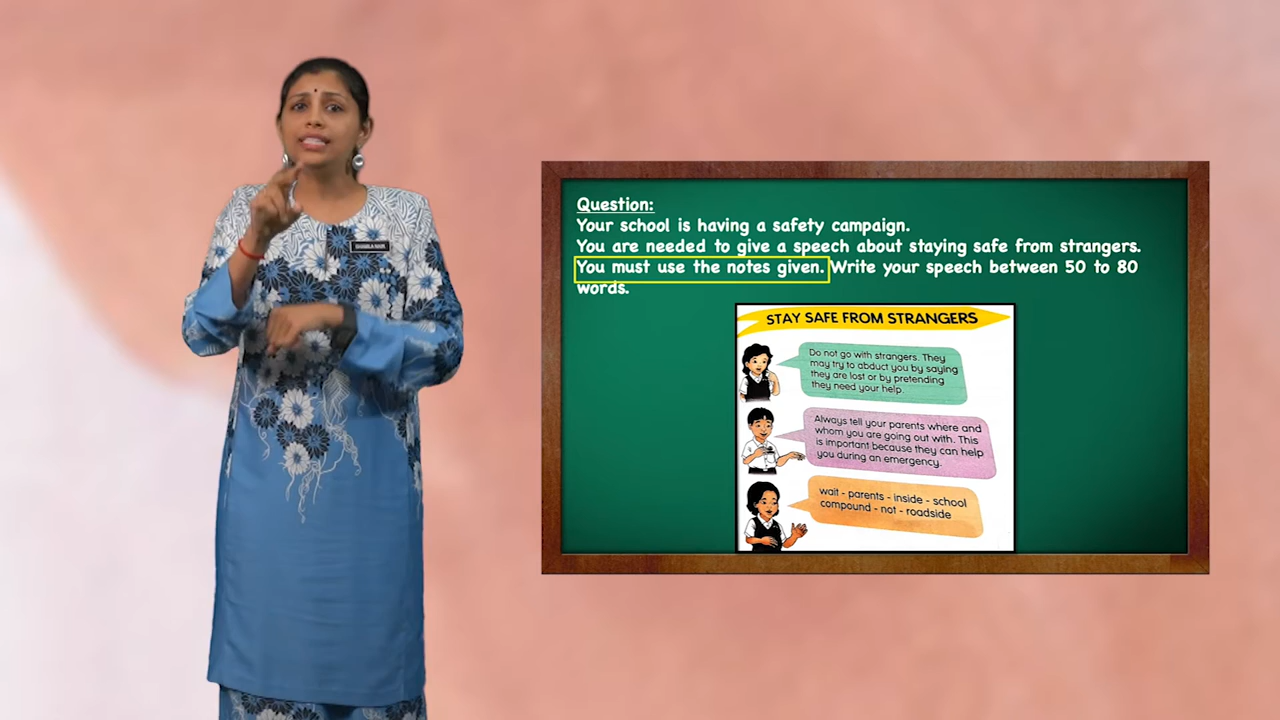 Question:
Your school is having a safety campaign.
You are needed to give a speech about staying safe from strangers.
You must use the notes given. Write your speech between 50 to 80
words.
STAY SAFE FROM STRANGERS
Do not go with strangers. They
may try to abduct you by saying
they are lost or by pretending
they need your help.
Always tell your parents where and
whom you are going out with. This
is important because they can help
you during an emergency.
wait - parents - inside - school
compound - not - roadside